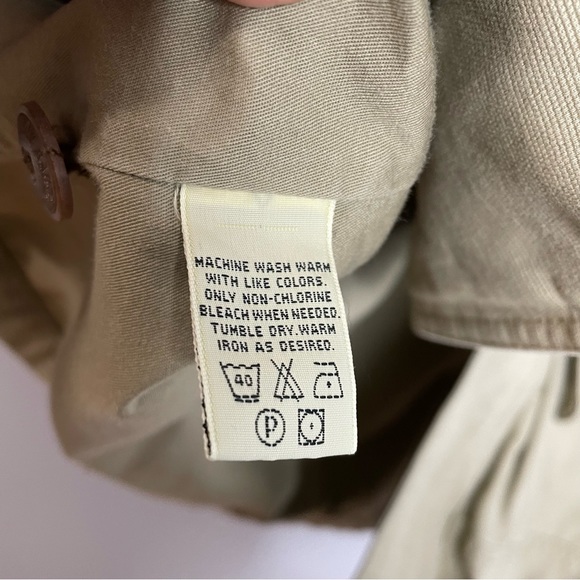 MACHINE WASH WARM
WITH LIKE COLORS.
ONLY NON-CHLORINE
BLEACH WHEN NEEDED.
TUMBLE DRY.WARM
IRON AS DESIRED.
40
P